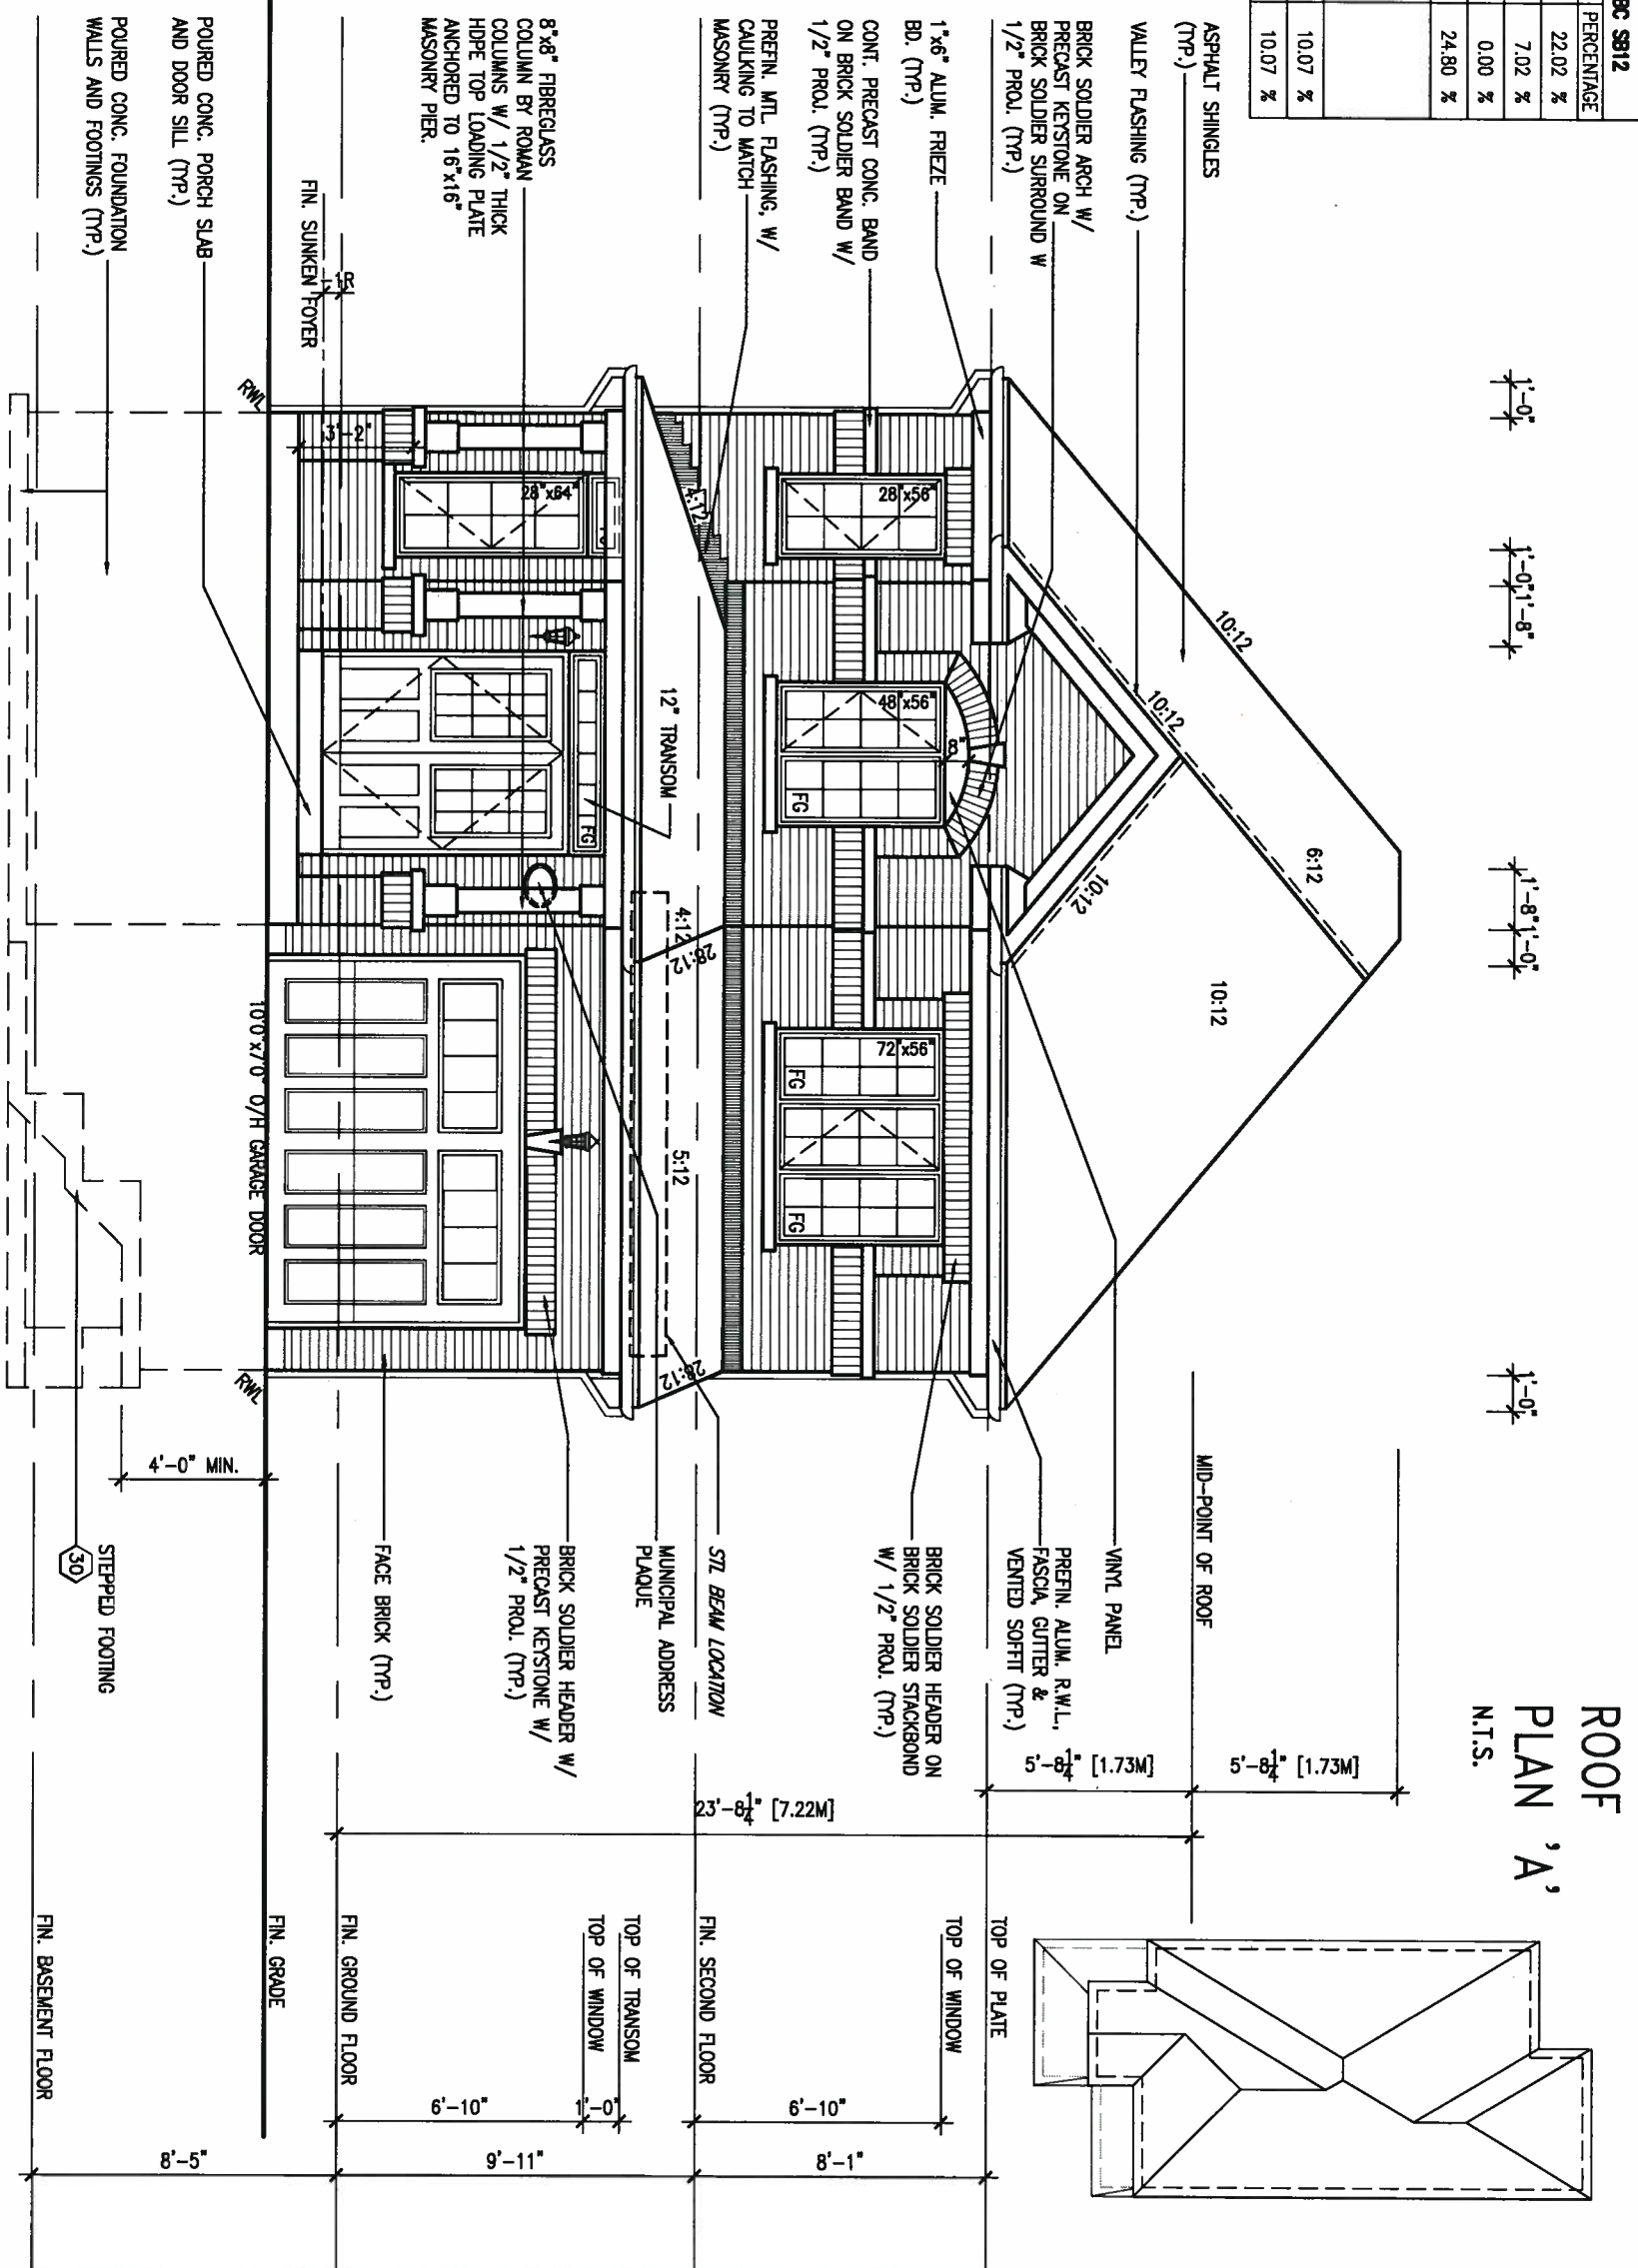 BC SB12
PERCENTAGE
22.02 %
7.02 %
0.00 %
24.80 %
10.07 %
10.07 %
ROOF
PLAN 'A'
N.T.S.
1'-0"
1'-0"
1'-8"
1'-8"
1'-0"
1'-0"
ASPHALT SHINGLES
(TYP.)
VALLEY FLASHING (TYP.)
BRICK SOLDIER ARCH W/
PRECAST KEYSTONE ON
BRICK SOLDIER SURROUND W
1/2" PROJ. (TYP.)
1"x6" ALUM. FRIEZE
BD. (TYP.)
CONT. PRECAST CONC. BAND
ON BRICK SOLDIER BAND W/
1/2" PROJ. (TYP.)
PREFIN. MTL. FLASHING, W/
CAULKING TO MATCH
MASONRY (TYP.)
8"x8" FIBREGLASS
COLUMN BY ROMAN
COLUMNS W/ 1/2" THICK
HDPE TOP LOADING PLATE
ANCHORED TO 16"x16"
MASONRY PIER.
1R
FIN. SUNKEN FOYER
POURED CONC. PORCH SLAB
AND DOOR SILL (TYP.)
POURED CONC. FOUNDATION
WALLS AND FOOTINGS (TYP.)
10:12
10:12
6:12
10:12
10:12
28"x56"
48"x56"
8"
FG
72"x56"
FG
FG
4:12
12" TRANSOM
4:12
28:12
5:12
28:12
28"x64"
FG
3'-2"
RWL
RWL
10'0"x7'0" O/H GARAGE DOOR
MID-POINT OF ROOF
VINYL PANEL
PREFIN. ALUM. R.W.L.,
FASCIA, GUTTER &
VENTED SOFFIT (TYP.)
BRICK SOLDIER HEADER ON
BRICK SOLDIER STACKBOND
W/ 1/2" PROJ. (TYP.)
STL BEAM LOCATION
MUNICIPAL ADDRESS
PLAQUE
BRICK SOLDIER HEADER W/
PRECAST KEYSTONE W/
1/2" PROJ. (TYP.)
FACE BRICK (TYP.)
4'-0" MIN.
STEPPED FOOTING
30
5'-8 1/4" [1.73M]
5'-8 1/4" [1.73M]
23'-8 1/4" [7.22M]
TOP OF PLATE
TOP OF WINDOW
FIN. SECOND FLOOR
TOP OF TRANSOM
TOP OF WINDOW
FIN. GROUND FLOOR
FIN. GRADE
FIN. BASEMENT FLOOR
6'-10"
1'-0"
6'-10"
8'-1"
9'-11"
8'-5"